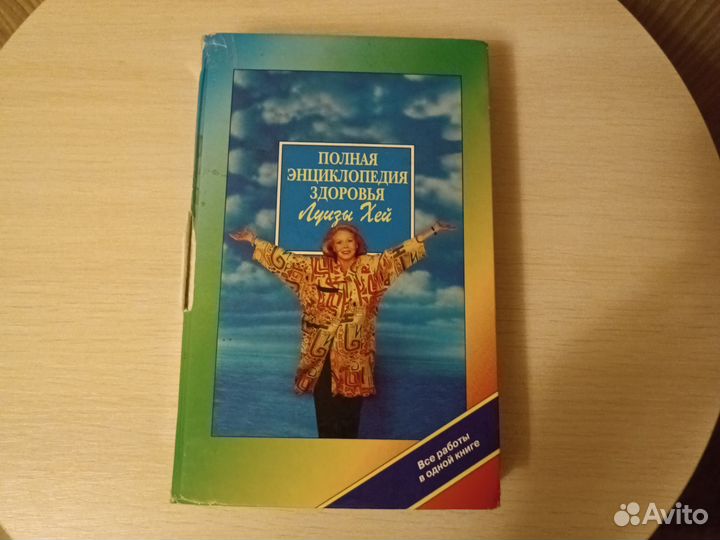 ПОЛНАЯ
ЭНЦИКЛОПЕДИЯ
ЗДОРОВЬЯ
Луизы Хей
Все работы
в одной книге
Avito